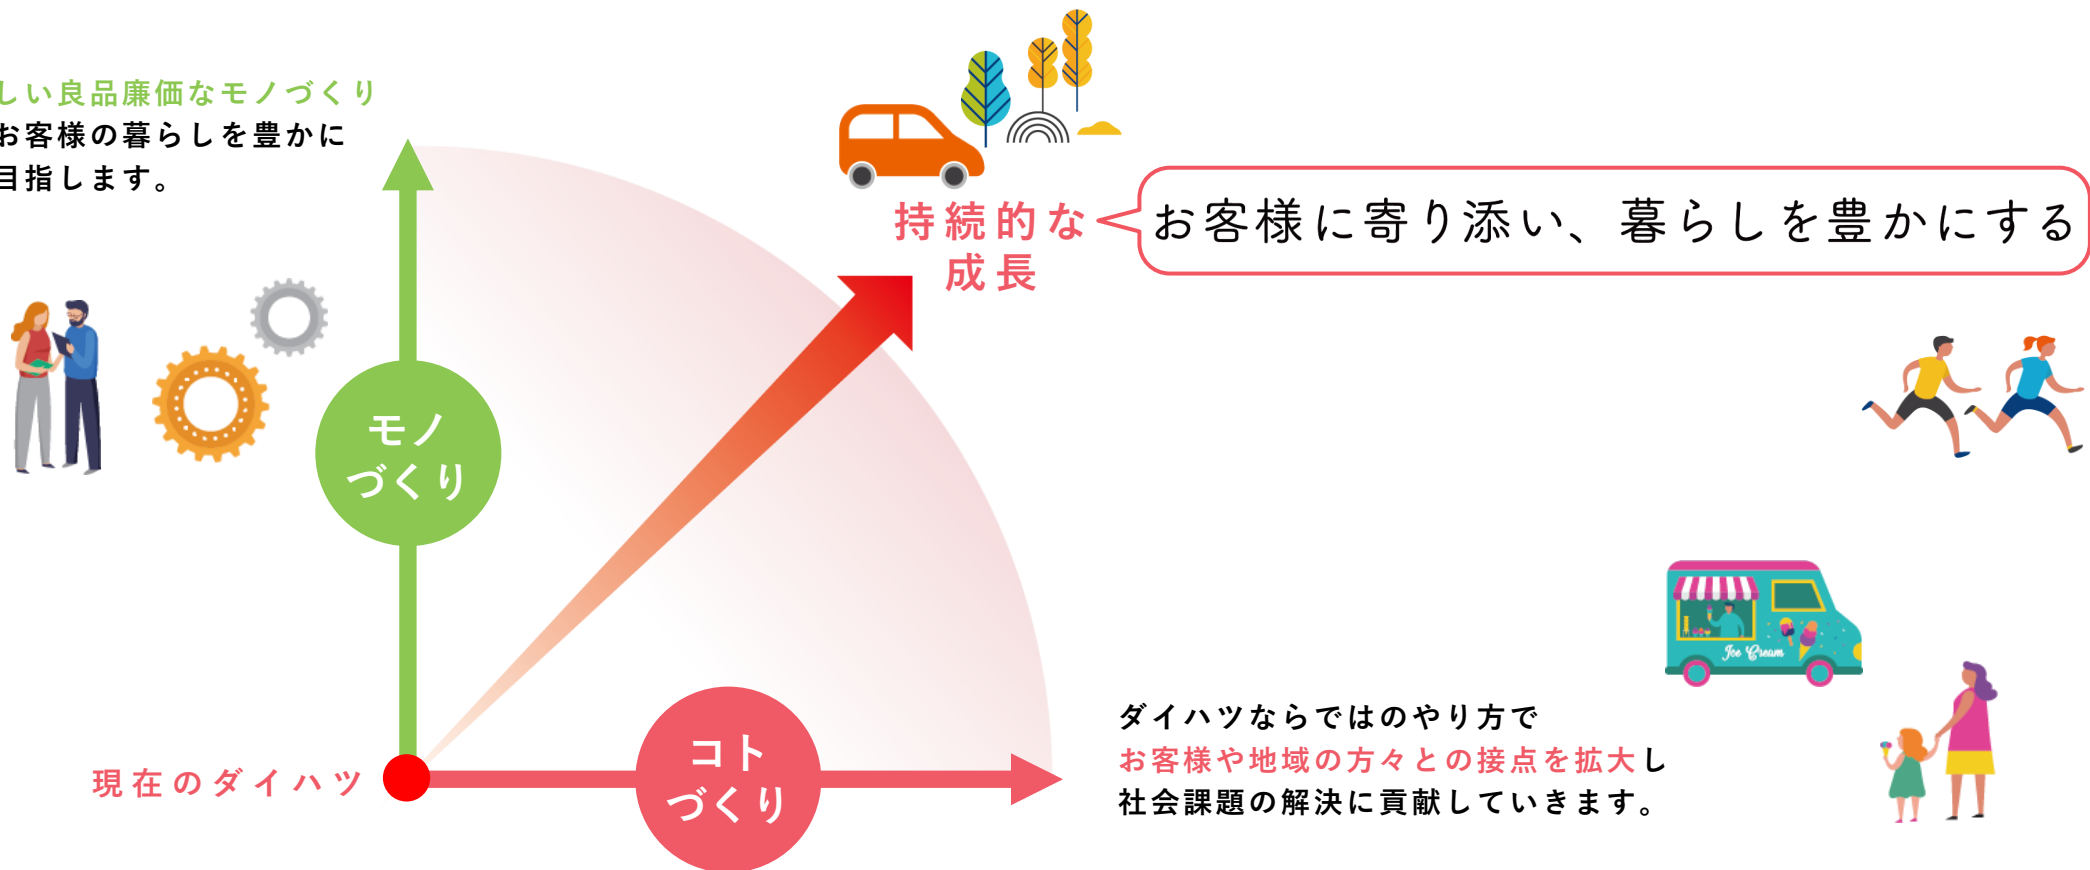 しい良品廉価なモノづくり
お客様の暮らしを豊かに
目指します。
持続的な
成長
お客様に寄り添い、暮らしを豊かにする
モノ
づくり
Ice Cream
現在のダイハツ
コト
づくり
ダイハツならではのやり方で
お客様や地域の方々との接点を拡大し
社会課題の解決に貢献していきます。